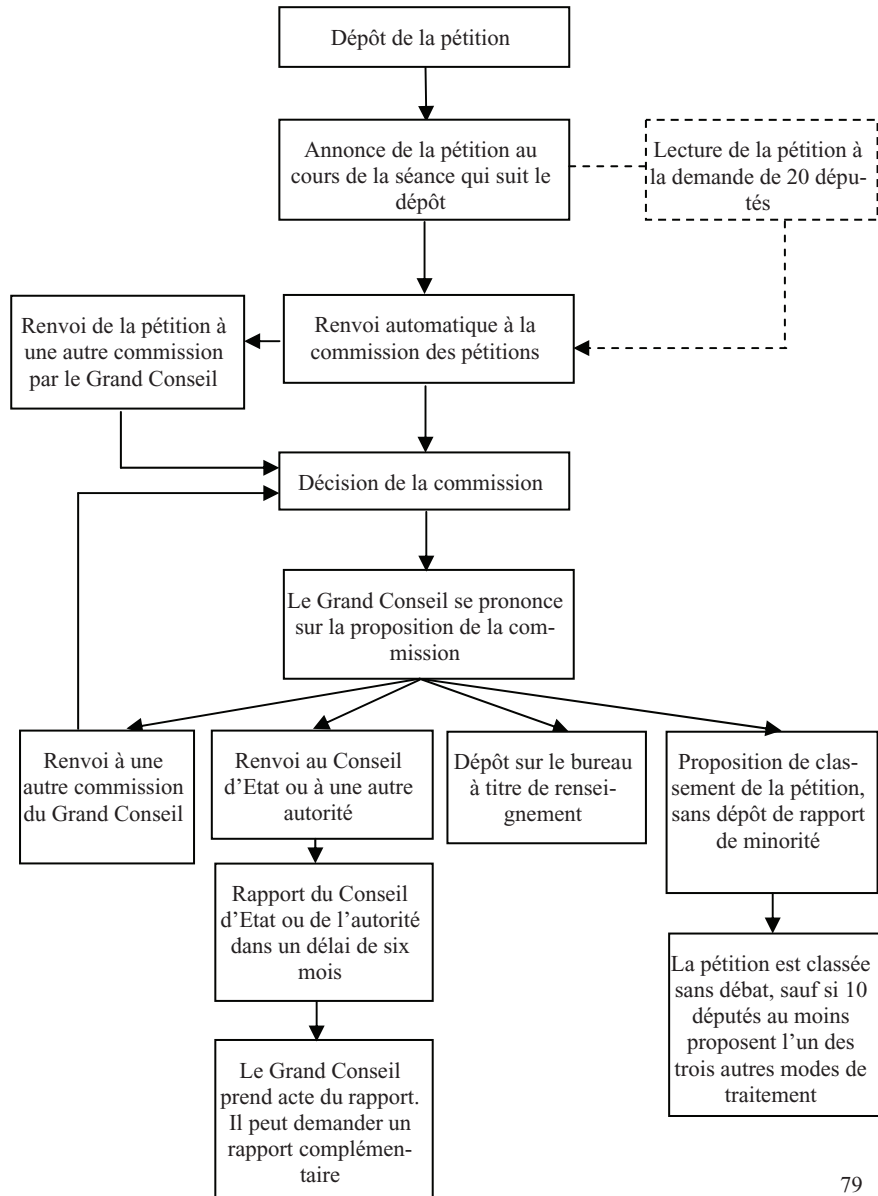 Dépôt de la pétition
Annonce de la pétition au
cours de la séance qui suit le
dépôt
Lecture de la pétition à
la demande de 20 dépu-
tés
Renvoi de la pétition à
une autre commission
par le Grand Conseil
Renvoi automatique à la
commission des pétitions
Décision de la commission
Le Grand Conseil se prononce
sur la proposition de la com-
mission
Renvoi à une
autre commission
du Grand Conseil
Renvoi au Conseil
d’Etat ou à une autre
autorité
Dépôt sur le bureau
à titre de rensei-
gnement
Proposition de clas-
sement de la pétition,
sans dépôt de rapport
de minorité
Rapport du Conseil
d’Etat ou de l’autorité
dans un délai de six
mois
La pétition est classée
sans débat, sauf si 10
députés au moins
proposent l’un des
trois autres modes de
traitement
Le Grand Conseil
prend acte du rapport.
Il peut demander un
rapport complémen-
taire
79